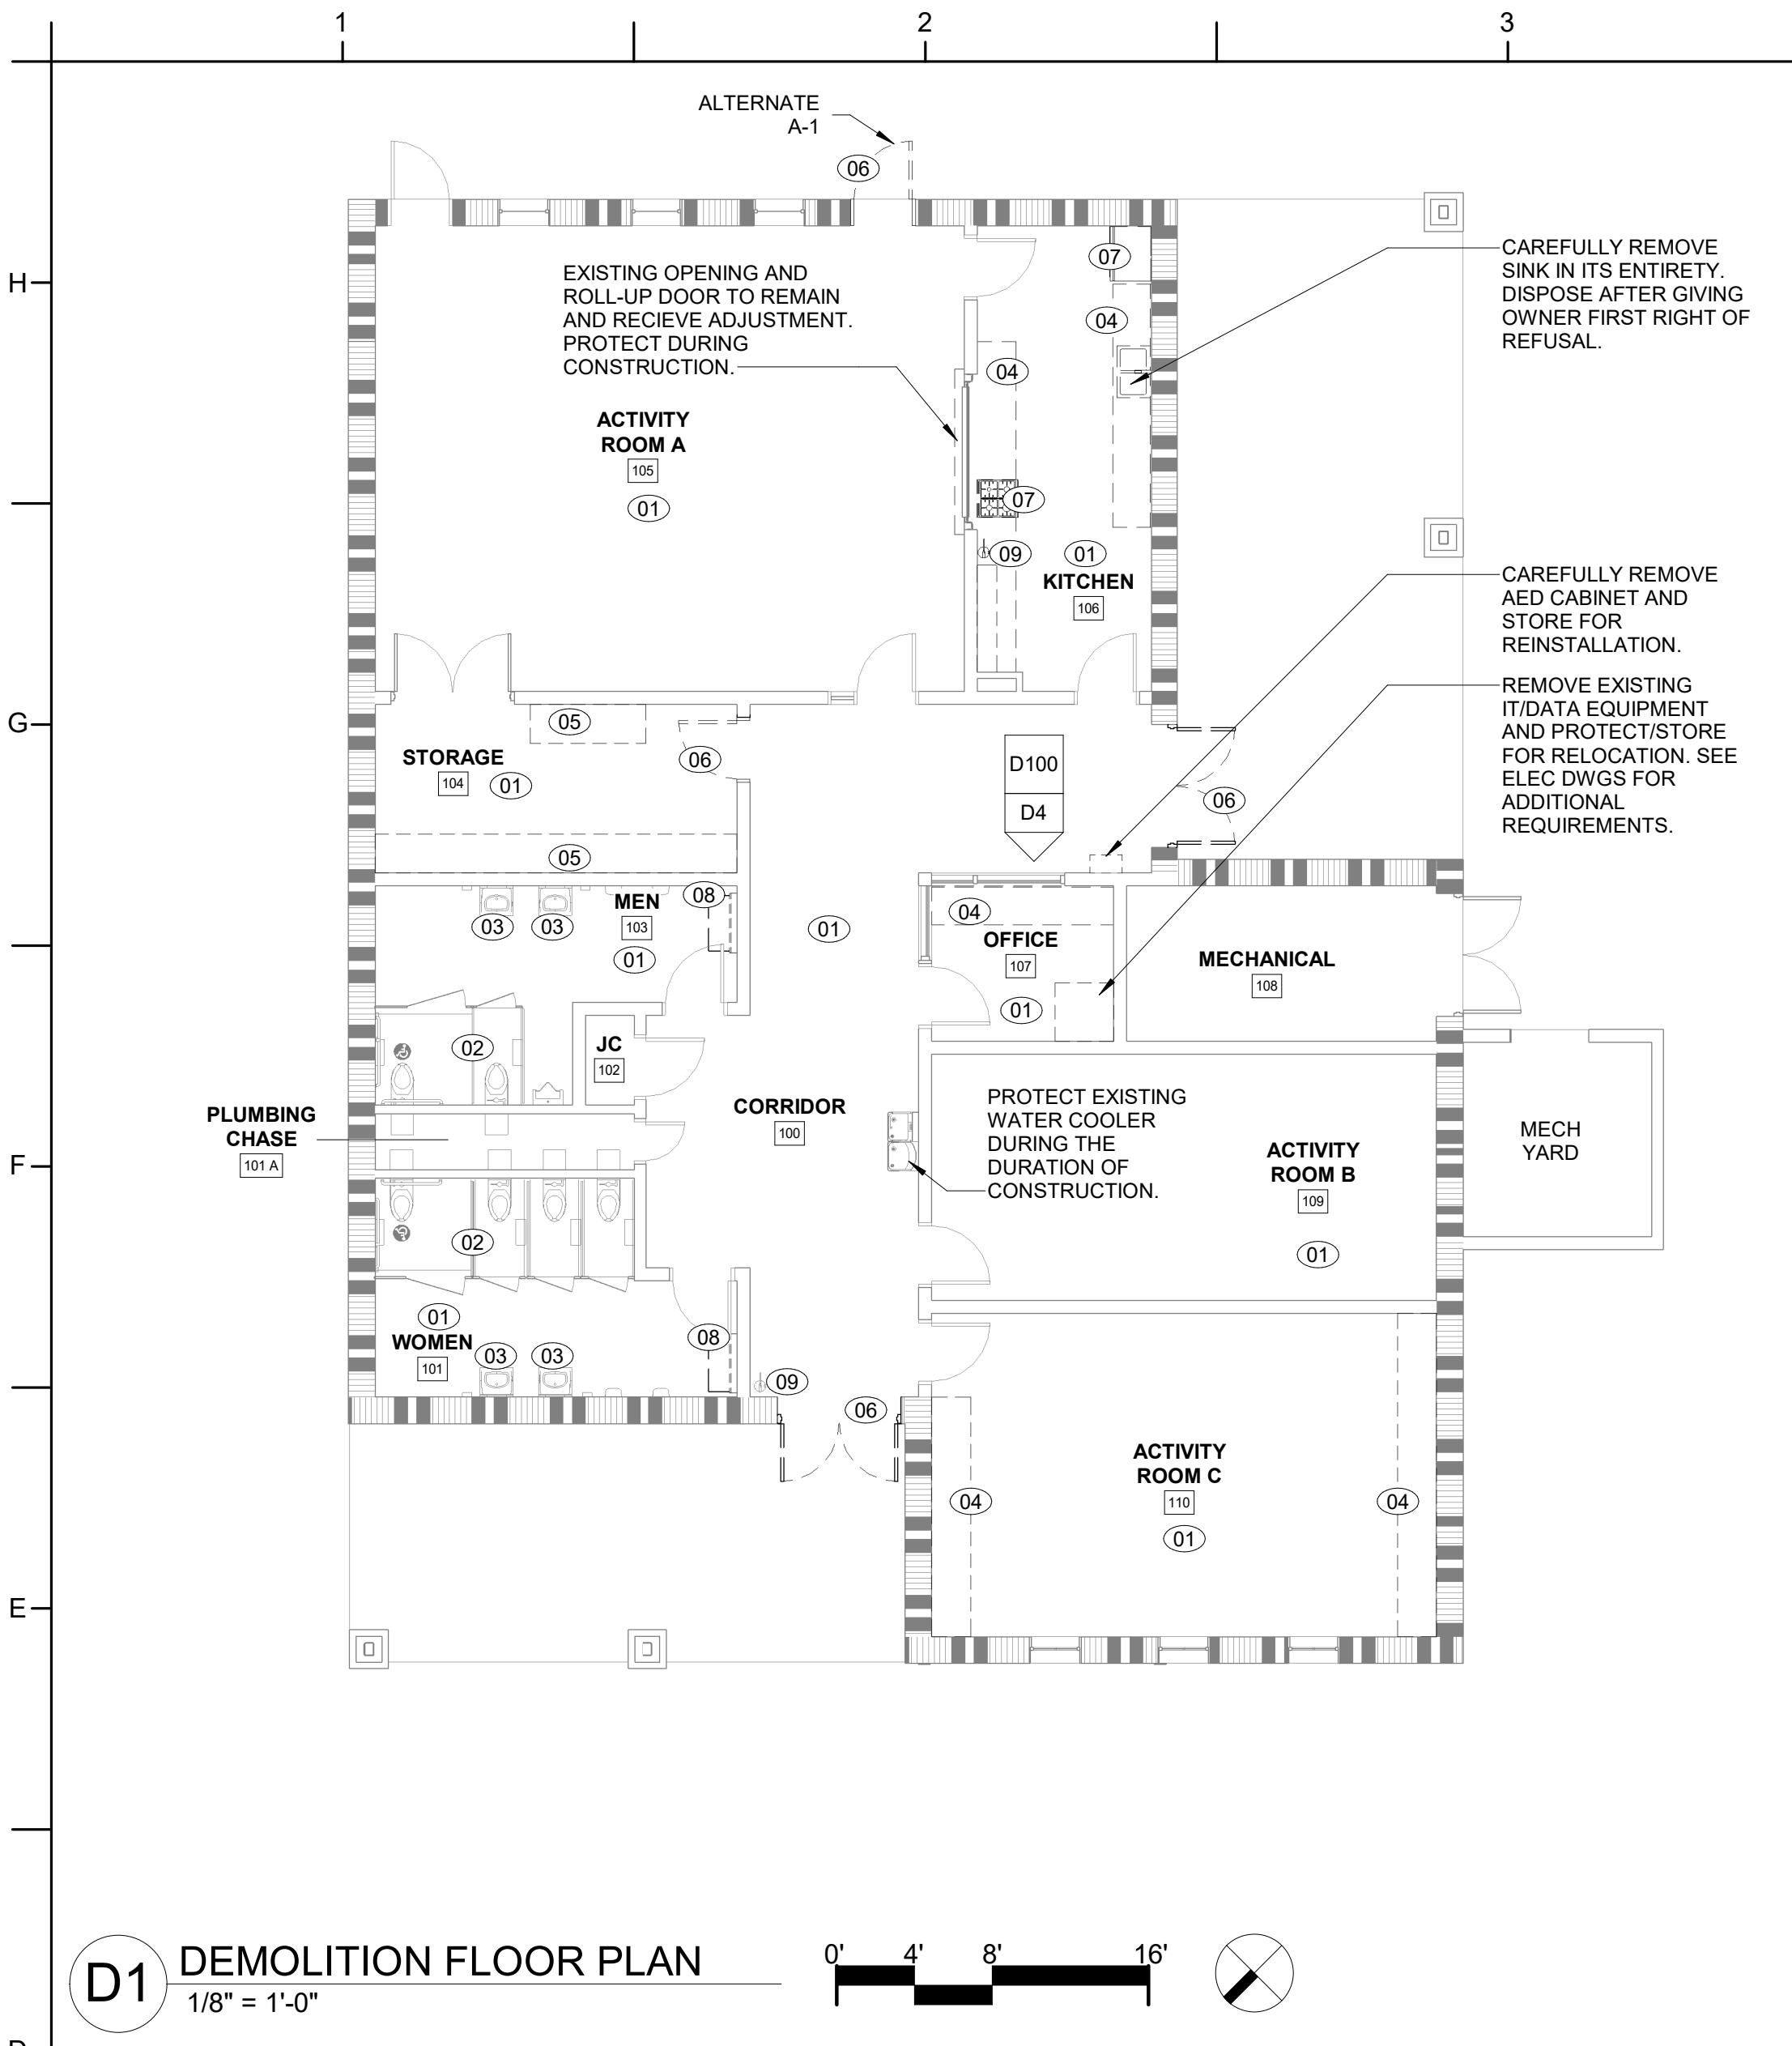 1
2
3
ALTERNATE
A-1
06
H
EXISTING OPENING AND
ROLL-UP DOOR TO REMAIN
AND RECIEVE ADJUSTMENT.
PROTECT DURING
CONSTRUCTION.
07
04
04
CAREFULLY REMOVE
SINK IN ITS ENTIRETY.
DISPOSE AFTER GIVING
OWNER FIRST RIGHT OF
REFUSAL.
ACTIVITY
ROOM A
105
01
07
09
01
KITCHEN
106
CAREFULLY REMOVE
AED CABINET AND
STORE FOR
REINSTALLATION.
REMOVE EXISTING
IT/DATA EQUIPMENT
AND PROTECT/STORE
FOR RELOCATION. SEE
ELEC DWGS FOR
ADDITIONAL
REQUIREMENTS.
G
05
STORAGE
104
01
06
05
D100
D4
06
MEN
103
01
03
03
08
01
04
OFFICE
107
01
MECHANICAL
108
02
JC
102
PLUMBING
CHASE
101 A
CORRIDOR
100
PROTECT EXISTING
WATER COOLER
DURING THE
DURATION OF
CONSTRUCTION.
ACTIVITY
ROOM B
109
01
MECH
YARD
F
02
01
WOMEN
101
03
03
08
09
06
04
ACTIVITY
ROOM C
110
01
04
E
D1
DEMOLITION FLOOR PLAN
1/8" = 1'-0"
0'
4'
8'
16'
D